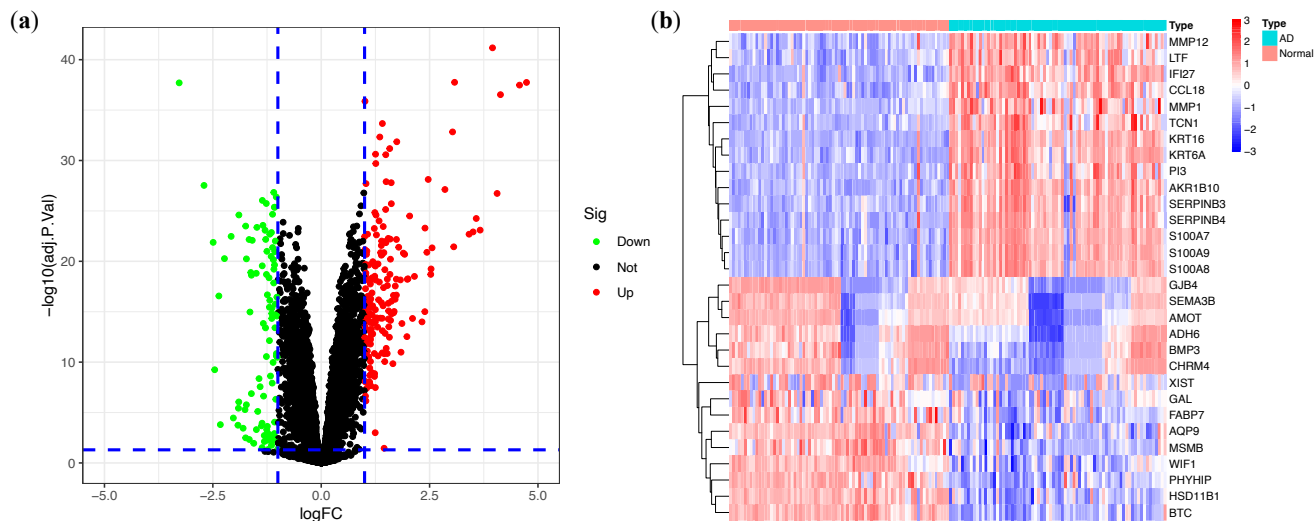 (a)
40
30
20
10
0
−log10(adj.P.Val)
−5.0
−2.5
0.0
2.5
5.0
logFC
Sig
Down
Not
Up
(b)
Type
MMP12
LTF
IFI27
CCL18
MMP1
TCN1
KRT16
KRT6A
PI3
AKR1B10
SERPINB3
SERPINB4
S100A7
S100A9
S100A8
GJB4
SEMA3B
AMOT
ADH6
BMP3
CHRM4
XIST
GAL
FABP7
AQP9
MSMB
WIF1
PHYHIP
HSD11B1
BTC
3
2
1
0
−1
−2
−3
Type
AD
Normal